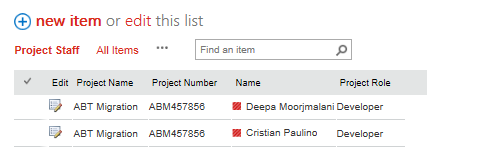 new item or edit this list
Project Staff All Items ... Find an item
Edit Project Name Project Number Name Project Role
ABT Migration ABM457856 Deepa Moorjmalani Developer
ABT Migration ABM457856 Cristian Paulino Developer